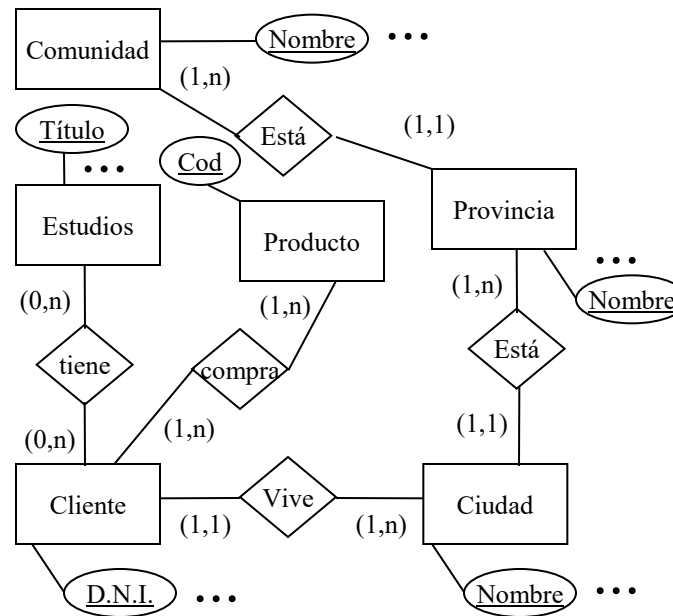 Comunidad
Nombre
...
(1,n)
Está
(1,1)
Título
...
Cod
Estudios
Producto
Provincia
...
Nombre
(0,n)
(1,n)
(1,n)
tiene
compra
Está
(0,n)
(1,n)
(1,1)
Cliente
(1,1)
Vive
(1,n)
Ciudad
D.N.I.
...
Nombre
...